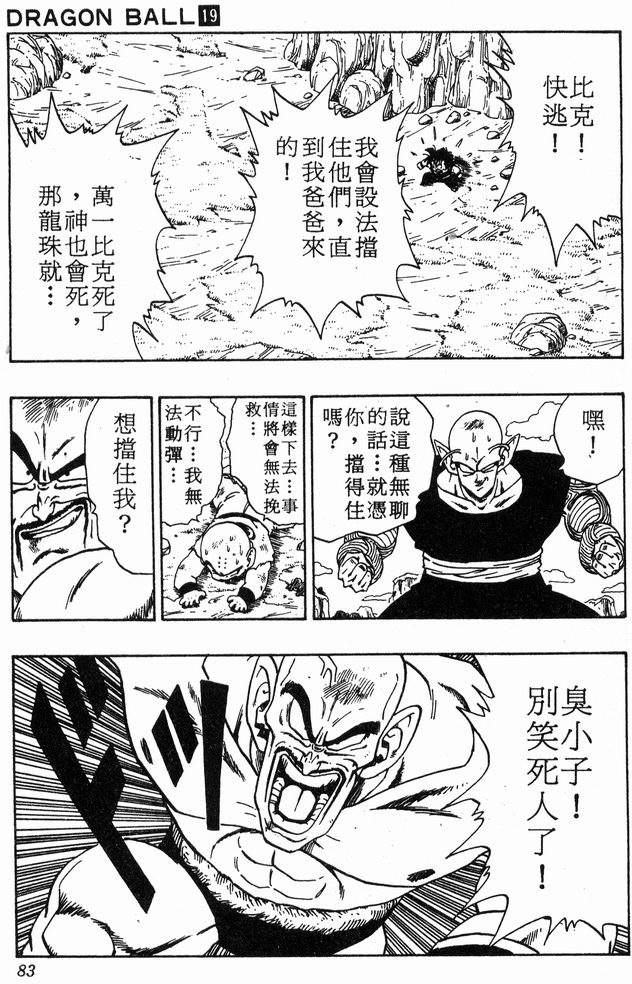 DRAGON BALL 19
比克！
快逃！
我會設法擋
住他們，直
到我爸爸來
的！
萬一比克死了
，神也會死，
那龍珠就…
嘿！
說這種無聊
的話…就憑
你，擋得住
嗎？
這樣下去…事
情將會無法挽
救…
不行…我無
法動彈…
想擋住我？
臭小子！
別笑死人了！
ドドド
83